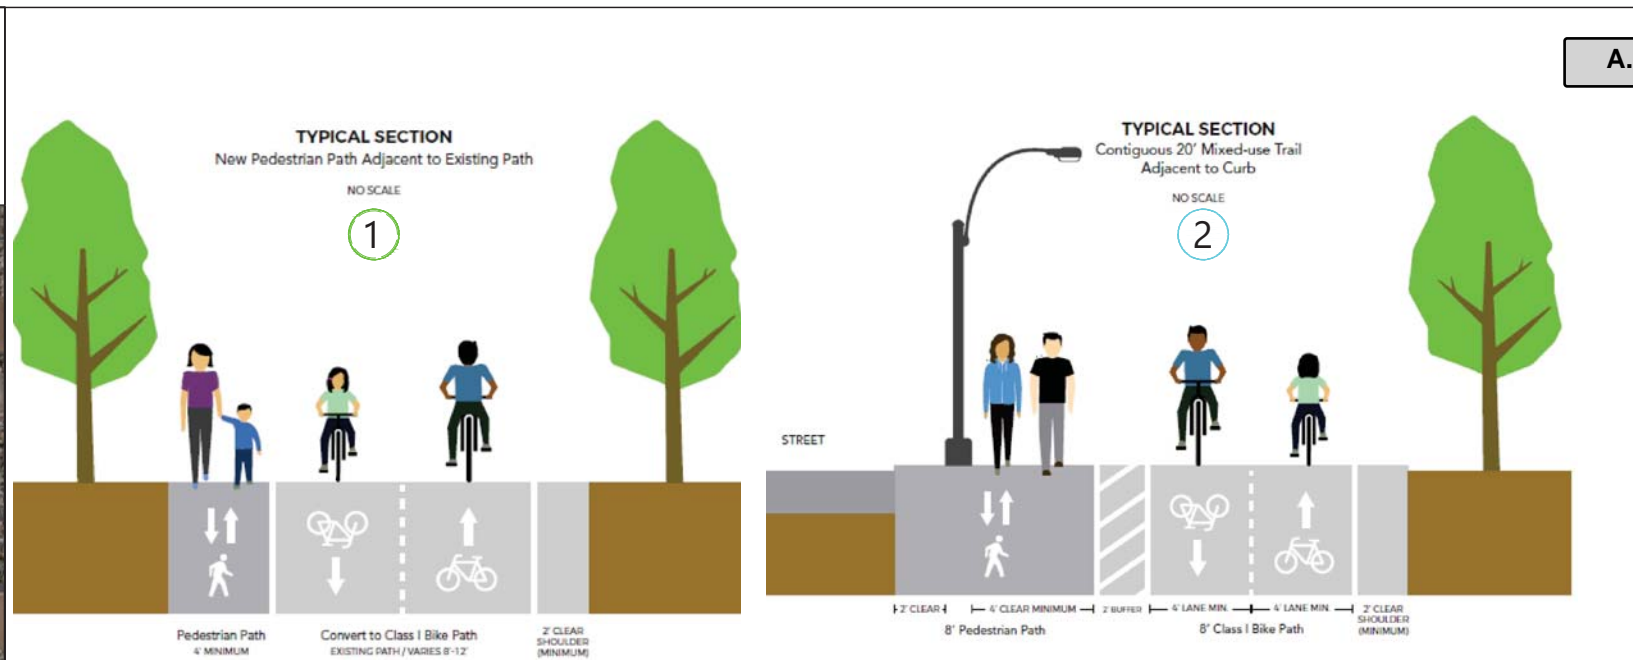 A.
TYPICAL SECTION
New Pedestrian Path Adjacent to Existing Path
NO SCALE
1
Pedestrian Path
4' MINIMUM
Convert to Class I Bike Path
EXISTING PATH / VARIES 8'-12'
2' CLEAR
SHOULDER
(MINIMUM)
TYPICAL SECTION
Contiguous 20' Mixed-use Trail
Adjacent to Curb
NO SCALE
2
STREET
2' CLEAR
4' CLEAR MINIMUM
2' BUFFER
4' LANE MIN.
4' LANE MIN.
2' CLEAR
SHOULDER
(MINIMUM)
8' Pedestrian Path
8' Class I Bike Path